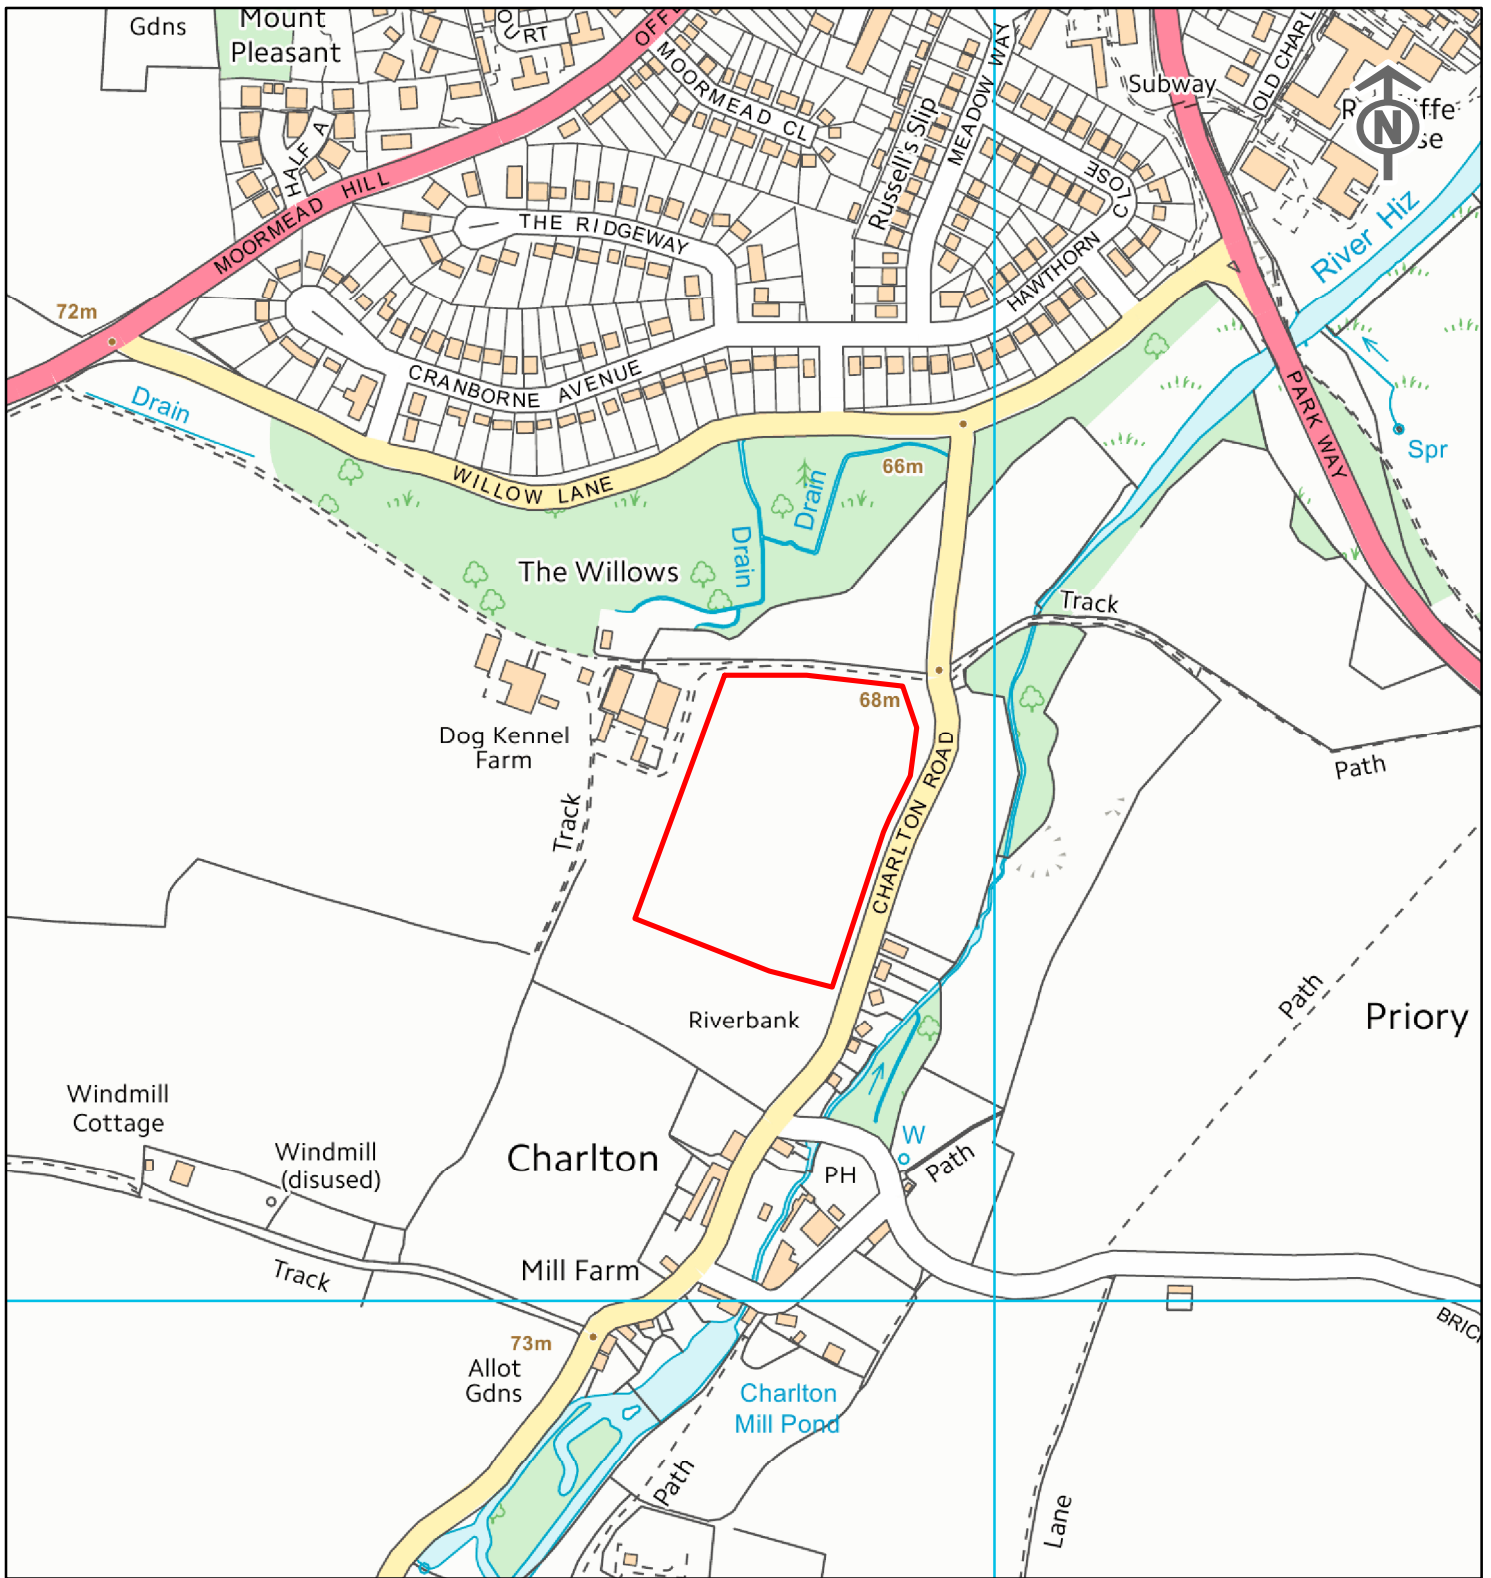 Gdns
Mount
Pleasant
OURT
MOORMEAD CL
Russell's Slip
MEADOW WAY
Subway
OLD CHARL
N
HALF A
MOORMEAD HILL
THE RIDGEWAY
CLOSE
HAWTHORN
River Hiz
72m
Drain
CRANBORNE AVENUE
PARK WAY
WILLOW LANE
66m
Drain
Drain
Spr
The Willows
Track
68m
Dog Kennel
Farm
CHARLTON ROAD
Path
Track
Path
Priory
Riverbank
Windmill
Cottage
Windmill
(disused)
Charlton
W
PH
Path
Track
Mill Farm
73m
Allot
Gdns
Charlton
Mill Pond
BRIC
Path
Lane